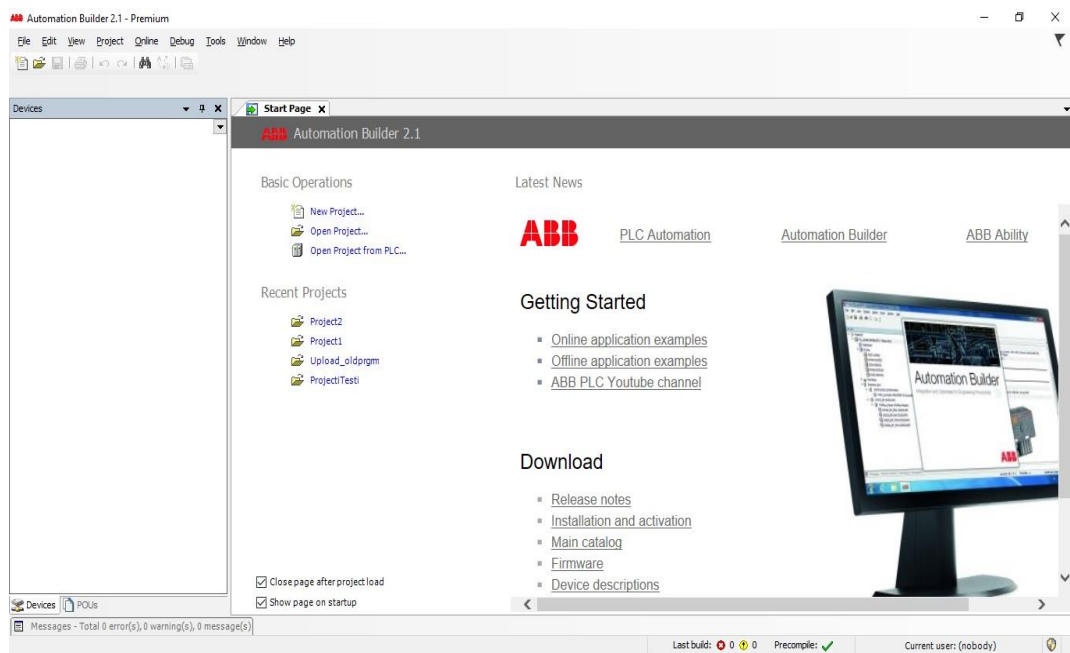 ABB Automation Builder 2.1 - Premium
File Edit View Project Online Debug Tools Window Help
Devices
Start Page
ABB Automation Builder 2.1
Basic Operations
New Project...
Open Project...
Open Project from PLC...
Recent Projects
Project2
Project1
Upload_oldprgm
ProjectiTesti
Close page after project load
Show page on startup
Latest News
ABB PLC Automation Automation Builder ABB Ability
Getting Started
Online application examples
Offline application examples
ABB PLC Youtube channel
Automation Builder
ABB
Download
Release notes
Installation and activation
Main catalog
Firmware
Device descriptions
Devices POUs
Messages - Total 0 error(s), 0 warning(s), 0 message(s)
Last build: 0 0 Precompile: Current user: (nobody)